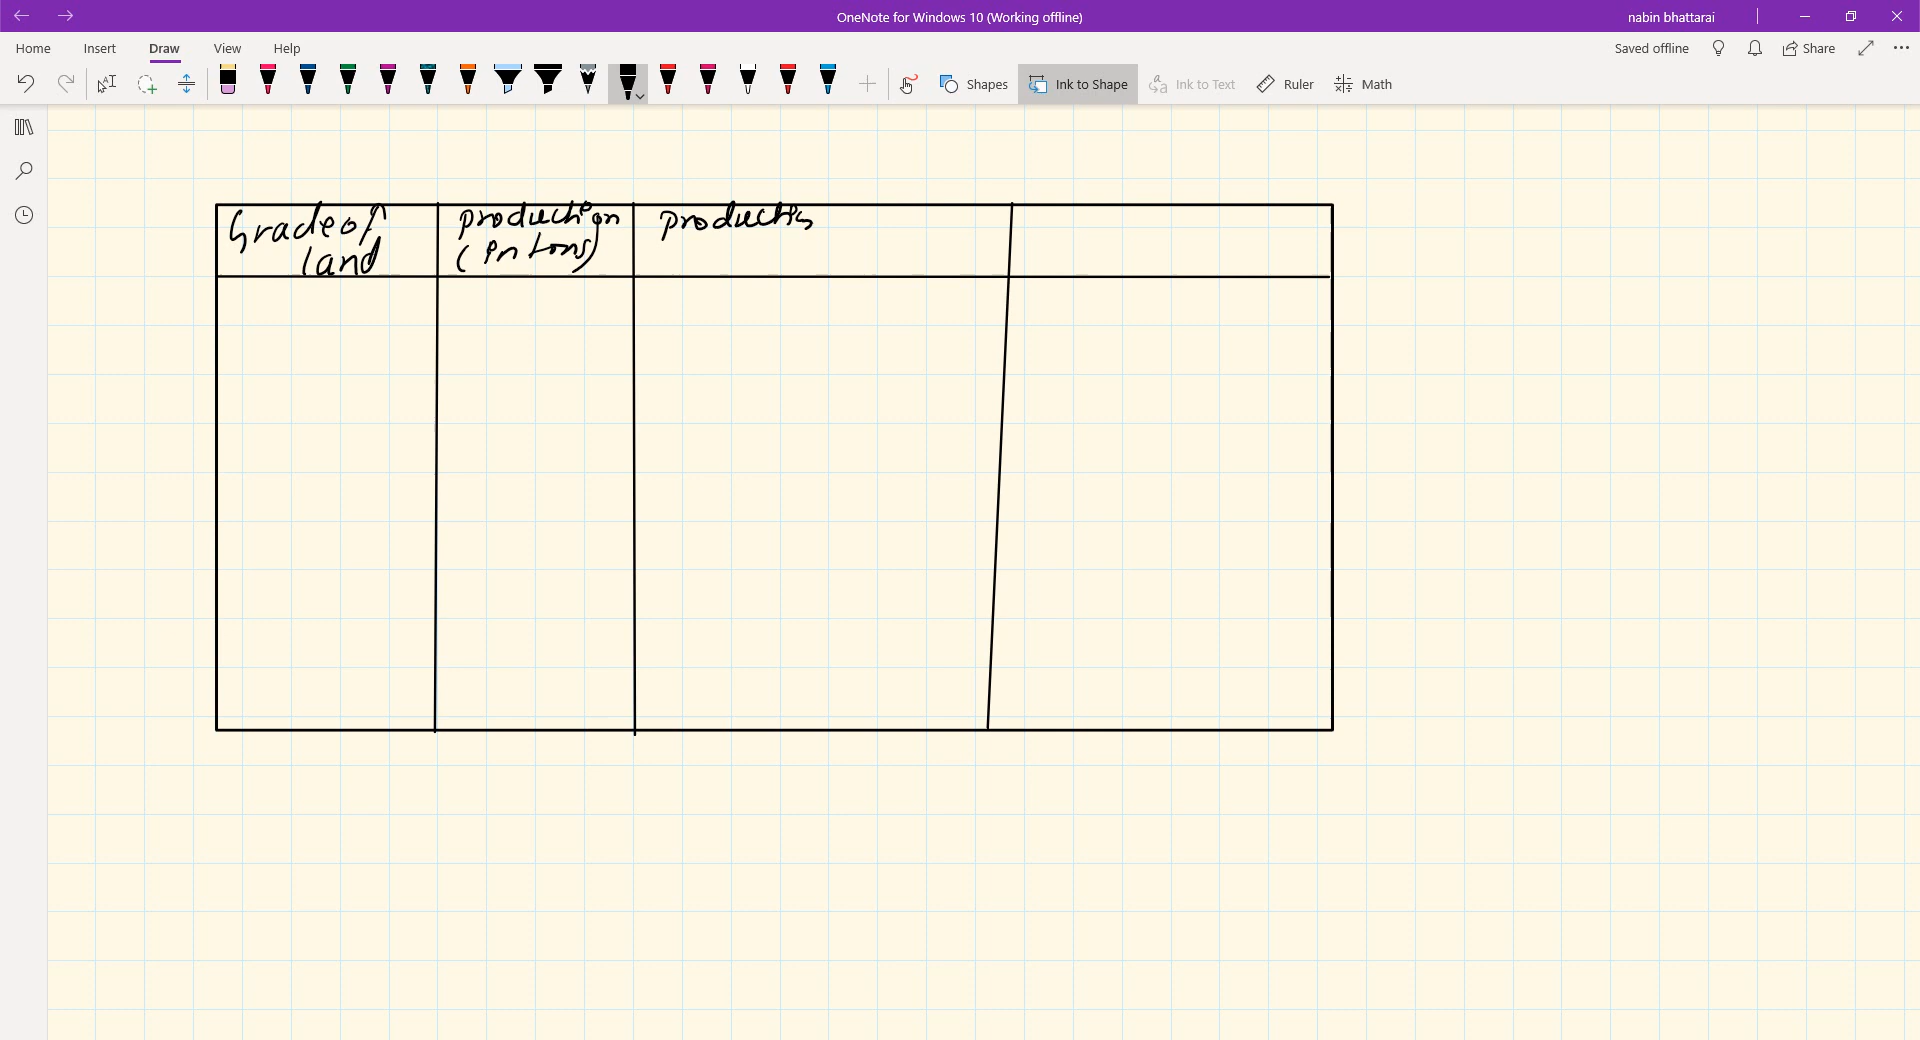 OneNote for Windows 10 (Working offline)
nabin bhattarai
Home Insert Draw View Help
Saved offline
Share
Shapes
Ink to Shape
Ink to Text
Ruler
Math
Grade of land
production (in tons)